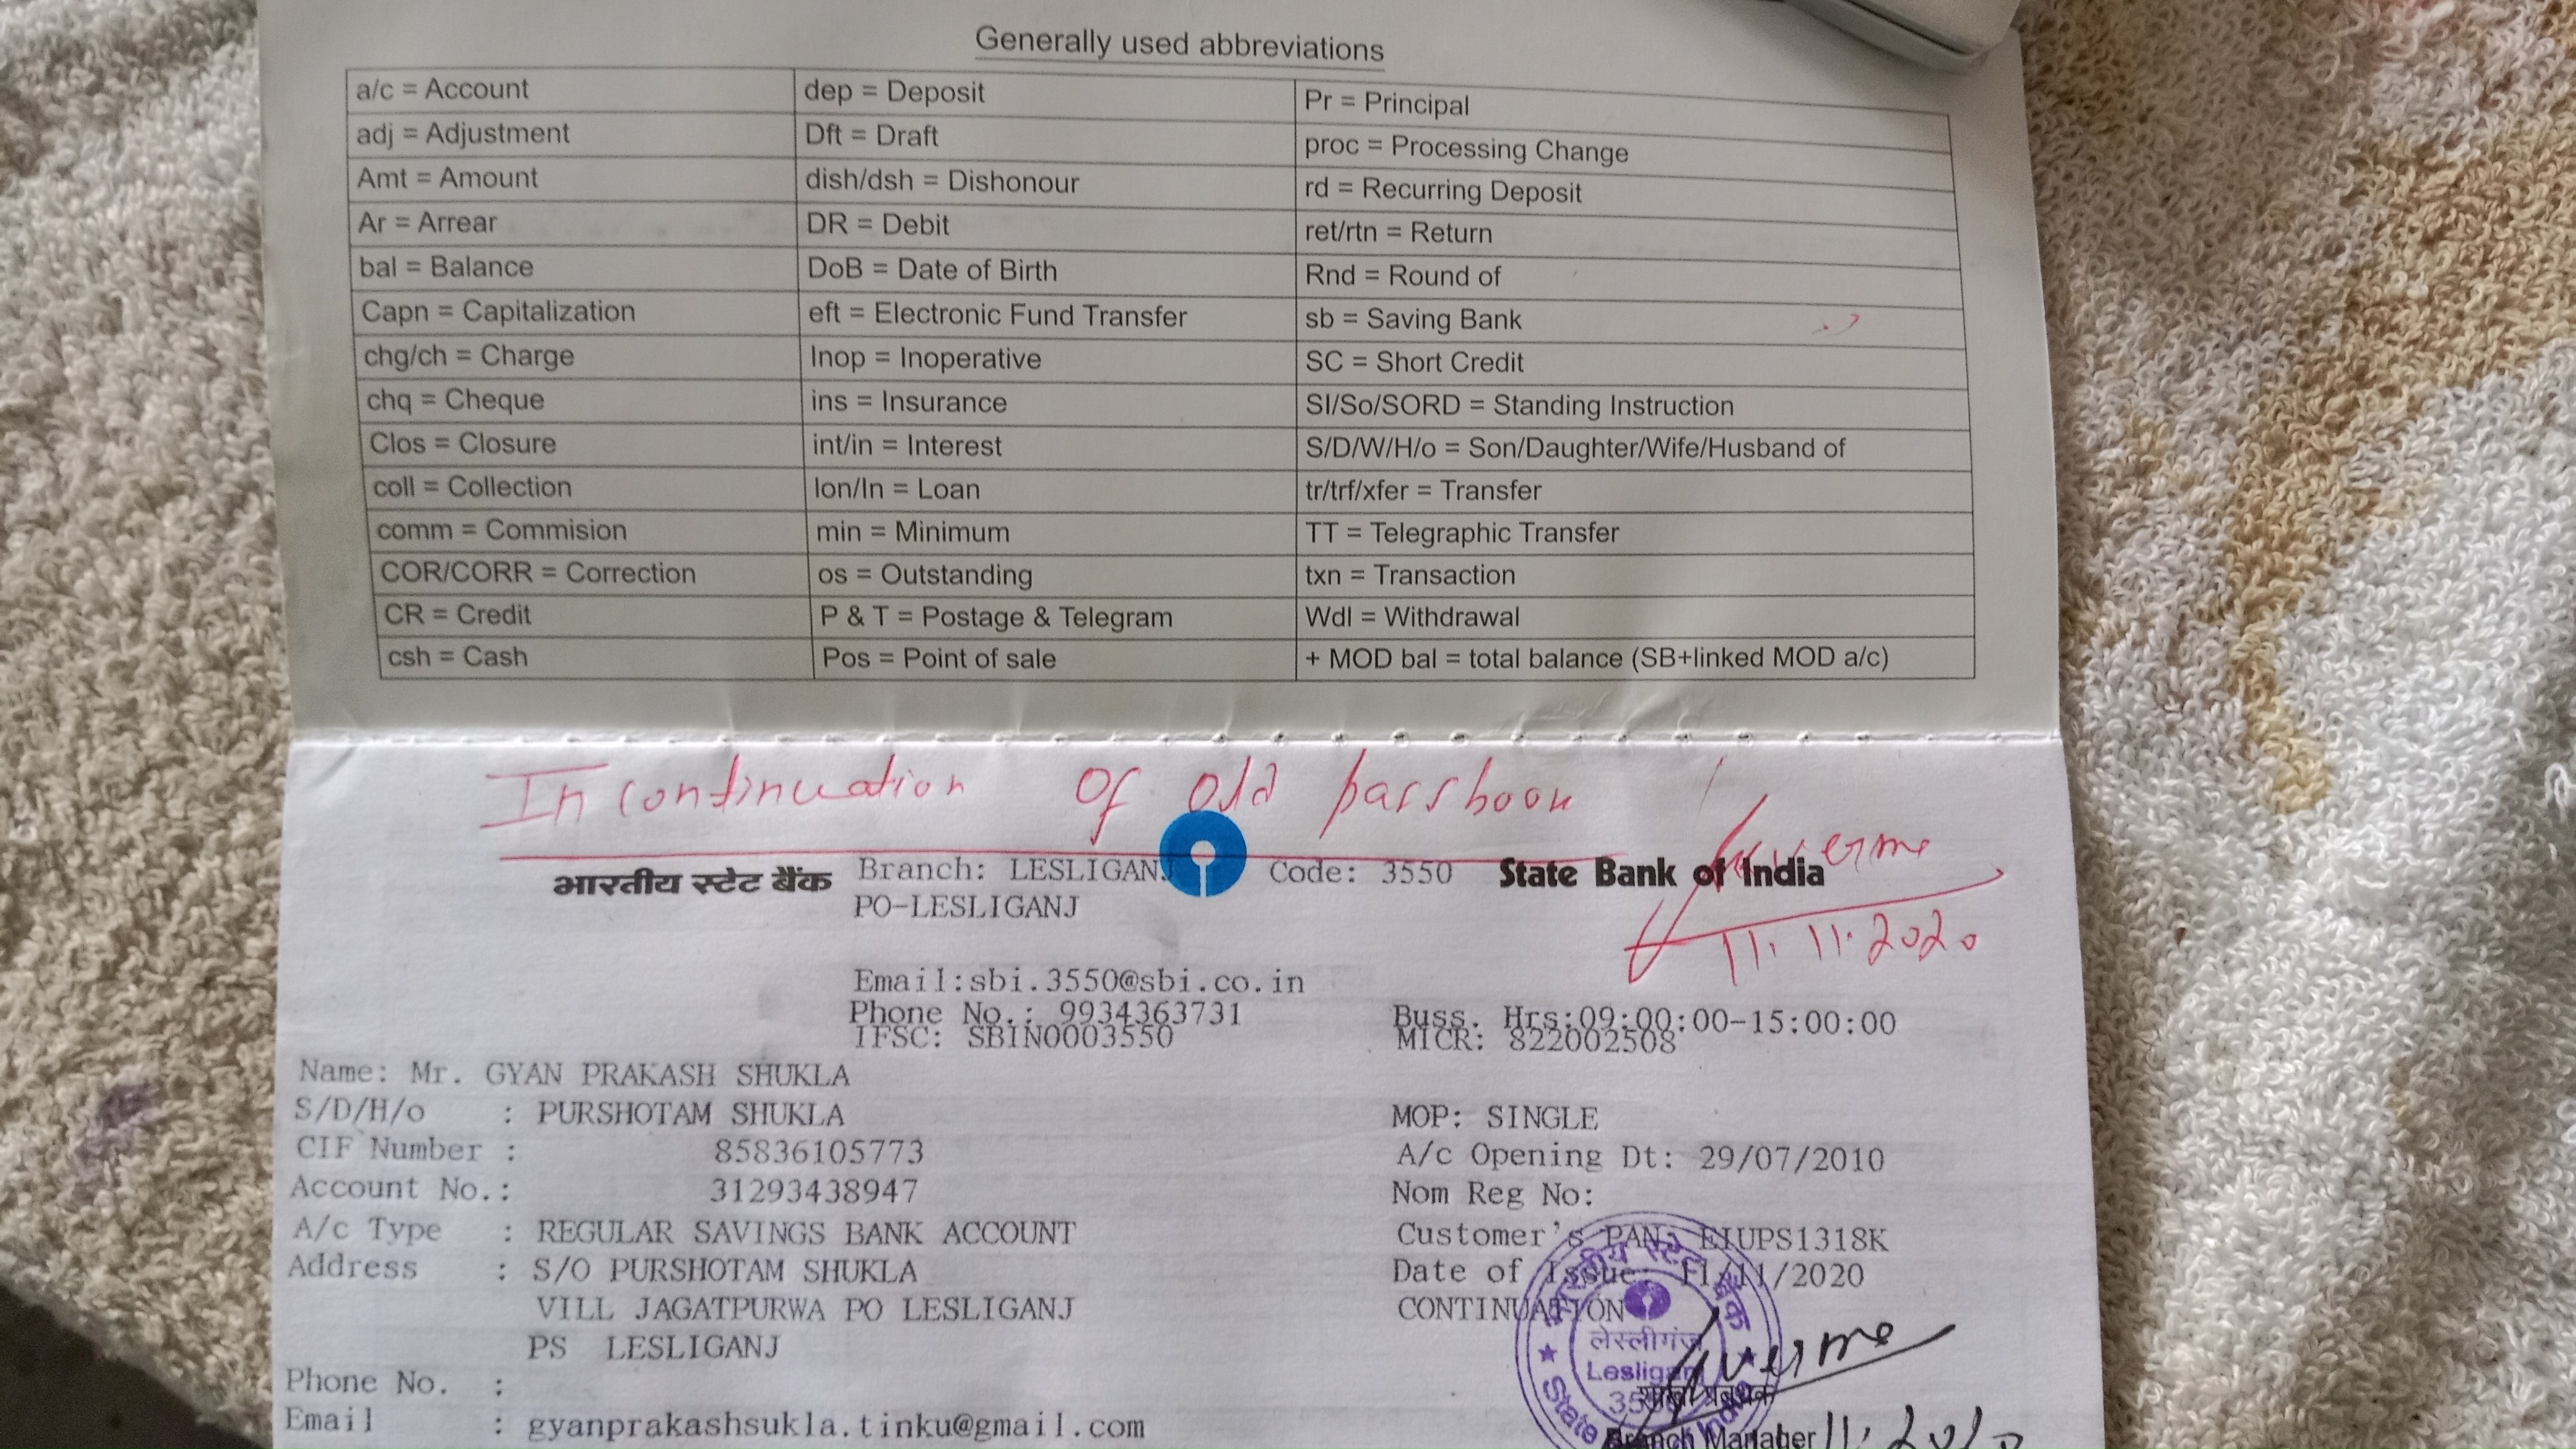 Generally used abbreviations
a/c = Account
dep = Deposit
Pr = Principal
adj = Adjustment
Dft = Draft
proc = Processing Change
Amt = Amount
dish/dsh = Dishonour
rd = Recurring Deposit
Ar = Arrear
DR = Debit
ret/rtn = Return
bal = Balance
DoB = Date of Birth
Rnd = Round of
Capn = Capitalization
eft = Electronic Fund Transfer
sb = Saving Bank
chg/ch = Charge
Inop = Inoperative
SC = Short Credit
chq = Cheque
ins = Insurance
SI/So/SORD = Standing Instruction
Clos = Closure
int/in = Interest
S/D/W/H/o = Son/Daughter/Wife/Husband of
coll = Collection
lon/ln = Loan
tr/trf/xfer = Transfer
comm = Commision
min = Minimum
TT = Telegraphic Transfer
COR/CORR = Correction
os = Outstanding
txn = Transaction
CR = Credit
P & T = Postage & Telegram
Wdl = Withdrawal
csh = Cash
Pos = Point of sale
+ MOD bal = total balance (SB+linked MOD a/c)
In continuation of old passbook
भारतीय स्टेट बैंक Branch: LESLIGANJ Code: 3550 State Bank of India
PO-LESLIGANJ
11.11.2020
Email:sbi.3550@sbi.co.in
Phone No.: 9934363731 Buss. Hrs:09:00:00-15:00:00
IFSC: SBIN0003550 MICR: 822002508
Name: Mr. GYAN PRAKASH SHUKLA
S/D/H/o : PURSHOTAM SHUKLA MOP: SINGLE
CIF Number : 85836105773 A/c Opening Dt: 29/07/2010
Account No.: 31293438947 Nom Reg No:
A/c Type : REGULAR SAVINGS BANK ACCOUNT Customer's PAN: EIUPS1318K
Address : S/O PURSHOTAM SHUKLA Date of Issue: 11/11/2020
VILL JAGATPURWA PO LESLIGANJ CONTINUATION
PS LESLIGANJ
भारतीय स्टेट बैंक
लेस्लीगंज
Lesliganj
State
India
Phone No. :
Email : gyanprakashsukla.tinku@gmail.com
शाखा प्रबंधक
Branch Manager